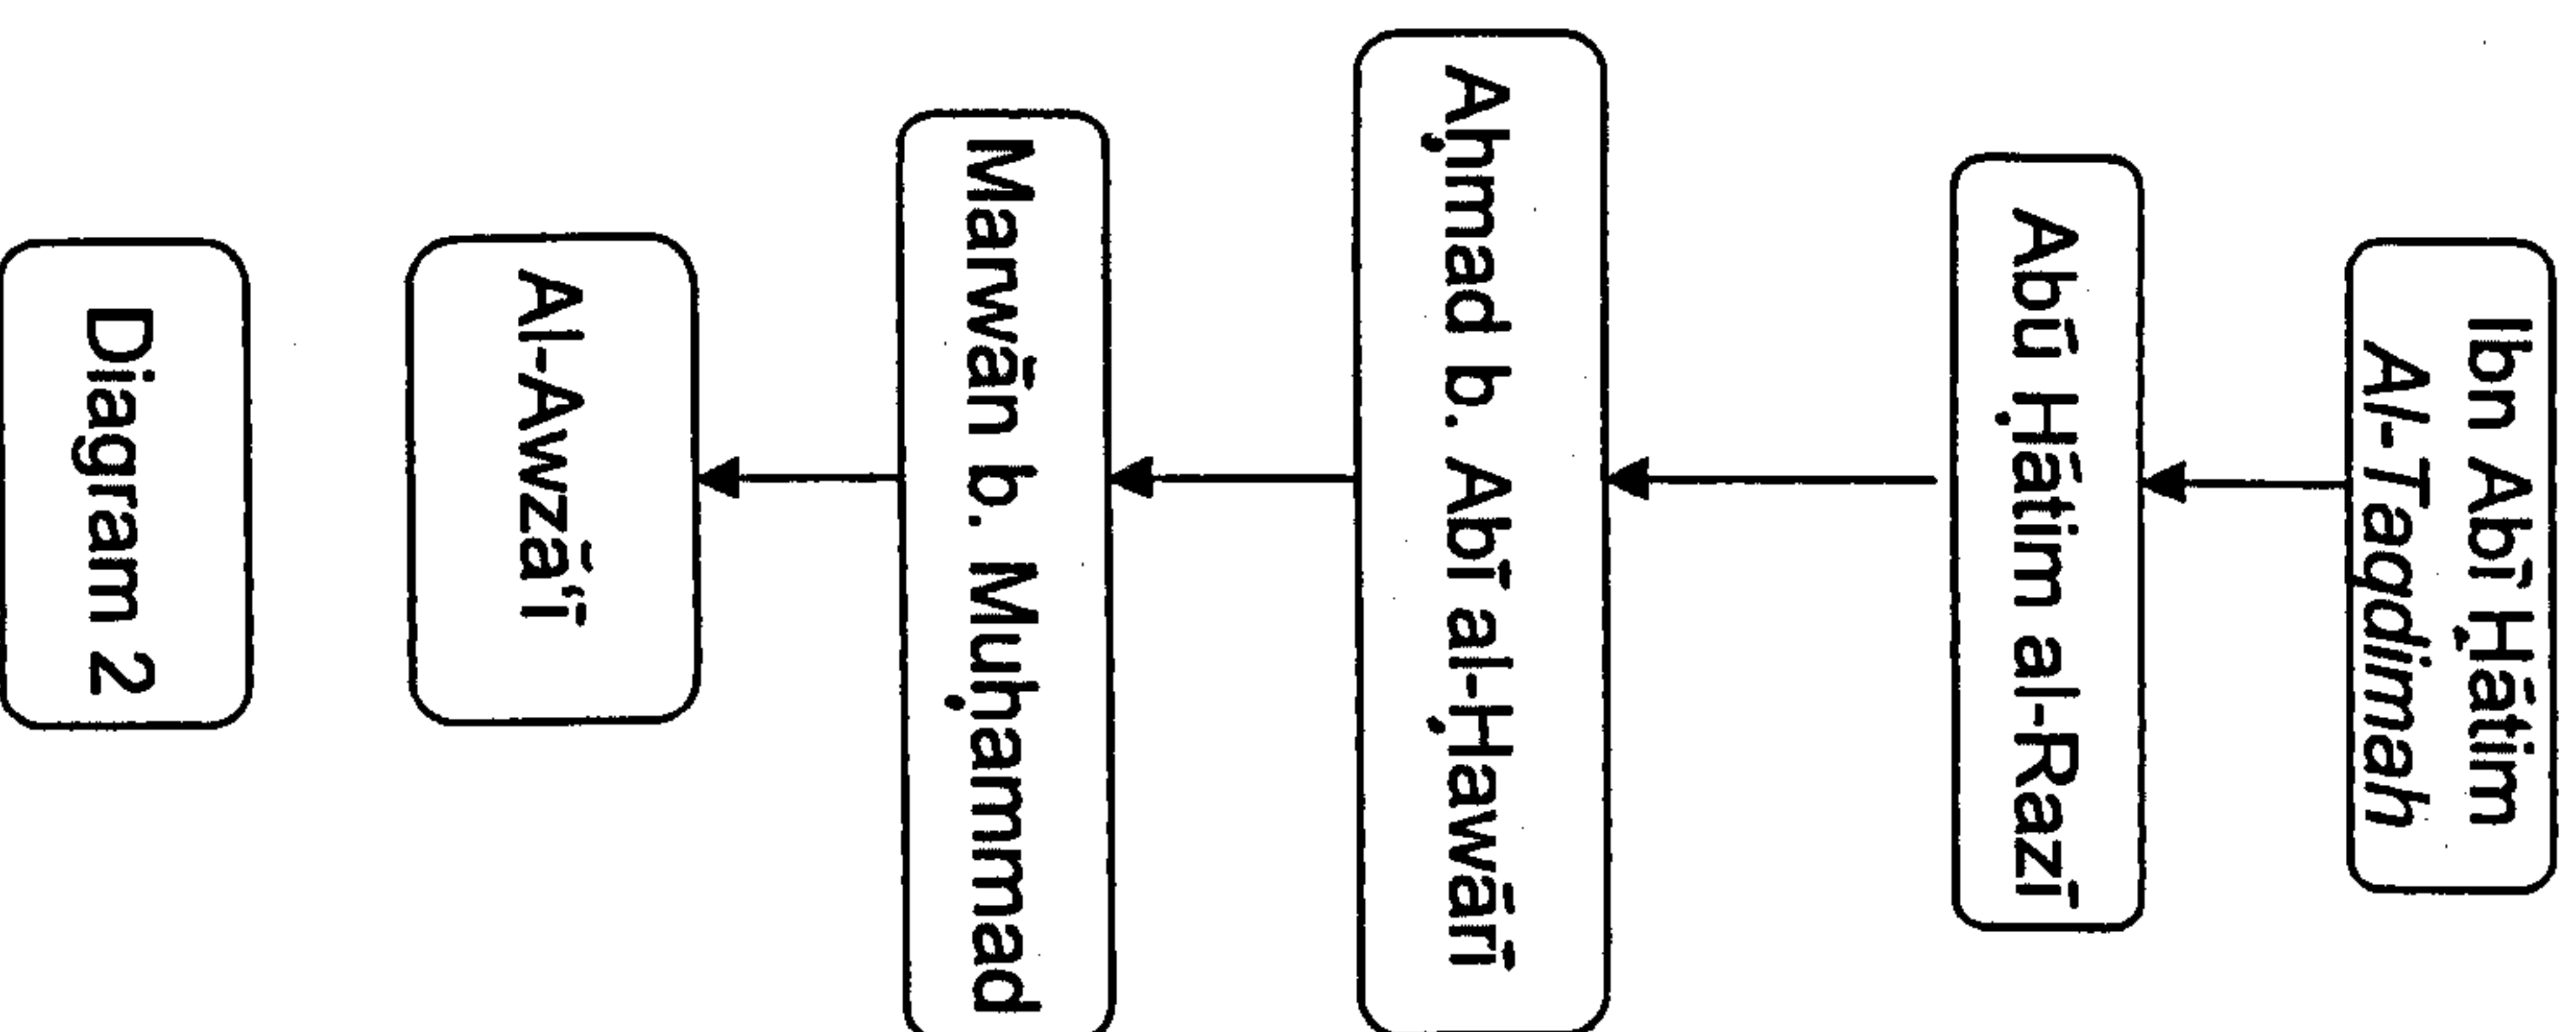 Ibn Abī Ḥātim
Al-Taqdimah
Abū Ḥātim al-Razī
Aḥmad b. Abī al-Ḥawārī
Marwān b. Muḥammad
Al-Awzā‘ī
Diagram 2